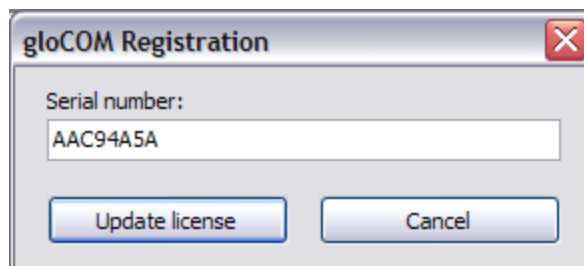 gloCOM Registration
Serial number:
AAC94A5A
Update license Cancel